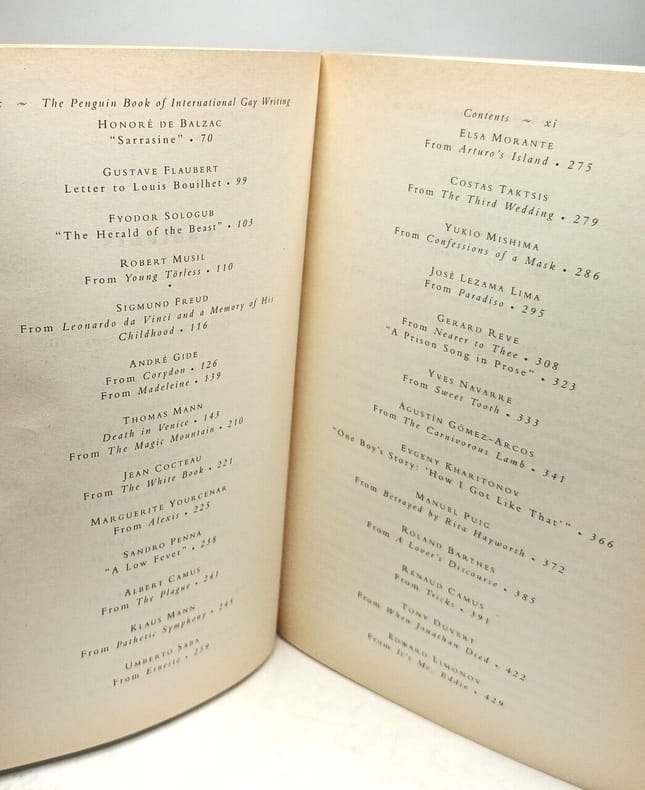 ~ The Penguin Book of International Gay Writing
HONORÉ DE BALZAC
“Sarrasine” • 70
GUSTAVE FLAUBERT
Letter to Louis Bouilhet • 99
FYODOR SOLOGUB
“The Herald of the Beast” • 103
ROBERT MUSIL
From Young Törless • 110
SIGMUND FREUD
From Leonardo da Vinci and a Memory of His
Childhood • 116
ANDRÉ GIDE
From Corydon • 126
From Madeleine • 139
THOMAS MANN
Death in Venice • 143
From The Magic Mountain • 210
JEAN COCTEAU
From The White Book • 221
MARGUERITE YOURCENAR
From Alexis • 225
SANDRO PENNA
“A Low Fever” • 238
ALBERT CAMUS
From The Plague • 241
KLAUS MANN
From Pathetic Symphony • 245
UMBERTO SABA
From Ernesto • 259
Contents ~ xi
ELSA MORANTE
From Arturo’s Island • 275
COSTAS TAKTSIS
From The Third Wedding • 279
YUKIO MISHIMA
From Confessions of a Mask • 286
JOSÉ LEZAMA LIMA
From Paradiso • 295
GERARD REVE
From Nearer to Thee • 308
“A Prison Song in Prose” • 323
YVES NAVARRE
From Sweet Tooth • 333
AGUSTÍN GÓMEZ-ARCOS
From The Carnivorous Lamb • 341
EVGENY KHARITONOV
“One Boy’s Story: ‘How I Got Like That’” • 366
MANUEL PUIG
From Betrayed by Rita Hayworth • 372
ROLAND BARTHES
From A Lover’s Discourse • 385
RENAUD CAMUS
From Tricks • 391
TONY DUVERT
From When Jonathan Died • 422
EDWARD LIMONOV
From It’s Me, Eddie • 429